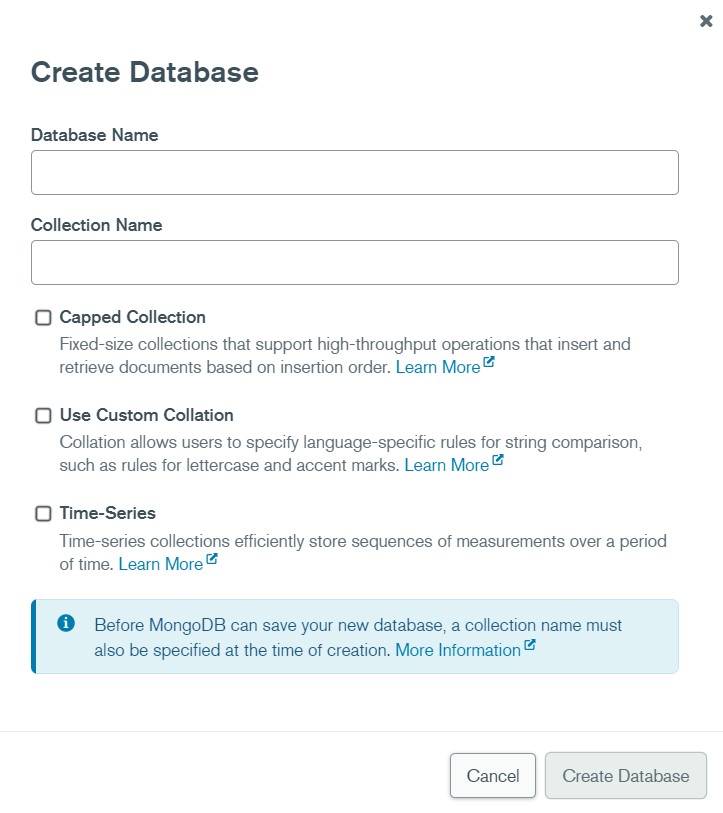 Create Database
Database Name
Collection Name
Capped Collection
Fixed-size collections that support high-throughput operations that insert and
retrieve documents based on insertion order. Learn More
Use Custom Collation
Collation allows users to specify language-specific rules for string comparison,
such as rules for lettercase and accent marks. Learn More
Time-Series
Time-series collections efficiently store sequences of measurements over a period
of time. Learn More
Before MongoDB can save your new database, a collection name must
also be specified at the time of creation. More Information
Cancel
Create Database